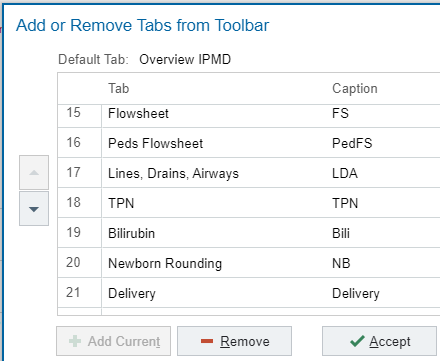 Add or Remove Tabs from Toolbar
Default Tab: Overview IPMD
Tab Caption
15 Flowsheet FS
16 Peds Flowsheet PedFS
17 Lines, Drains, Airways LDA
18 TPN TPN
19 Bilirubin Bili
20 Newborn Rounding NB
21 Delivery Delivery
Add Current Remove Accept